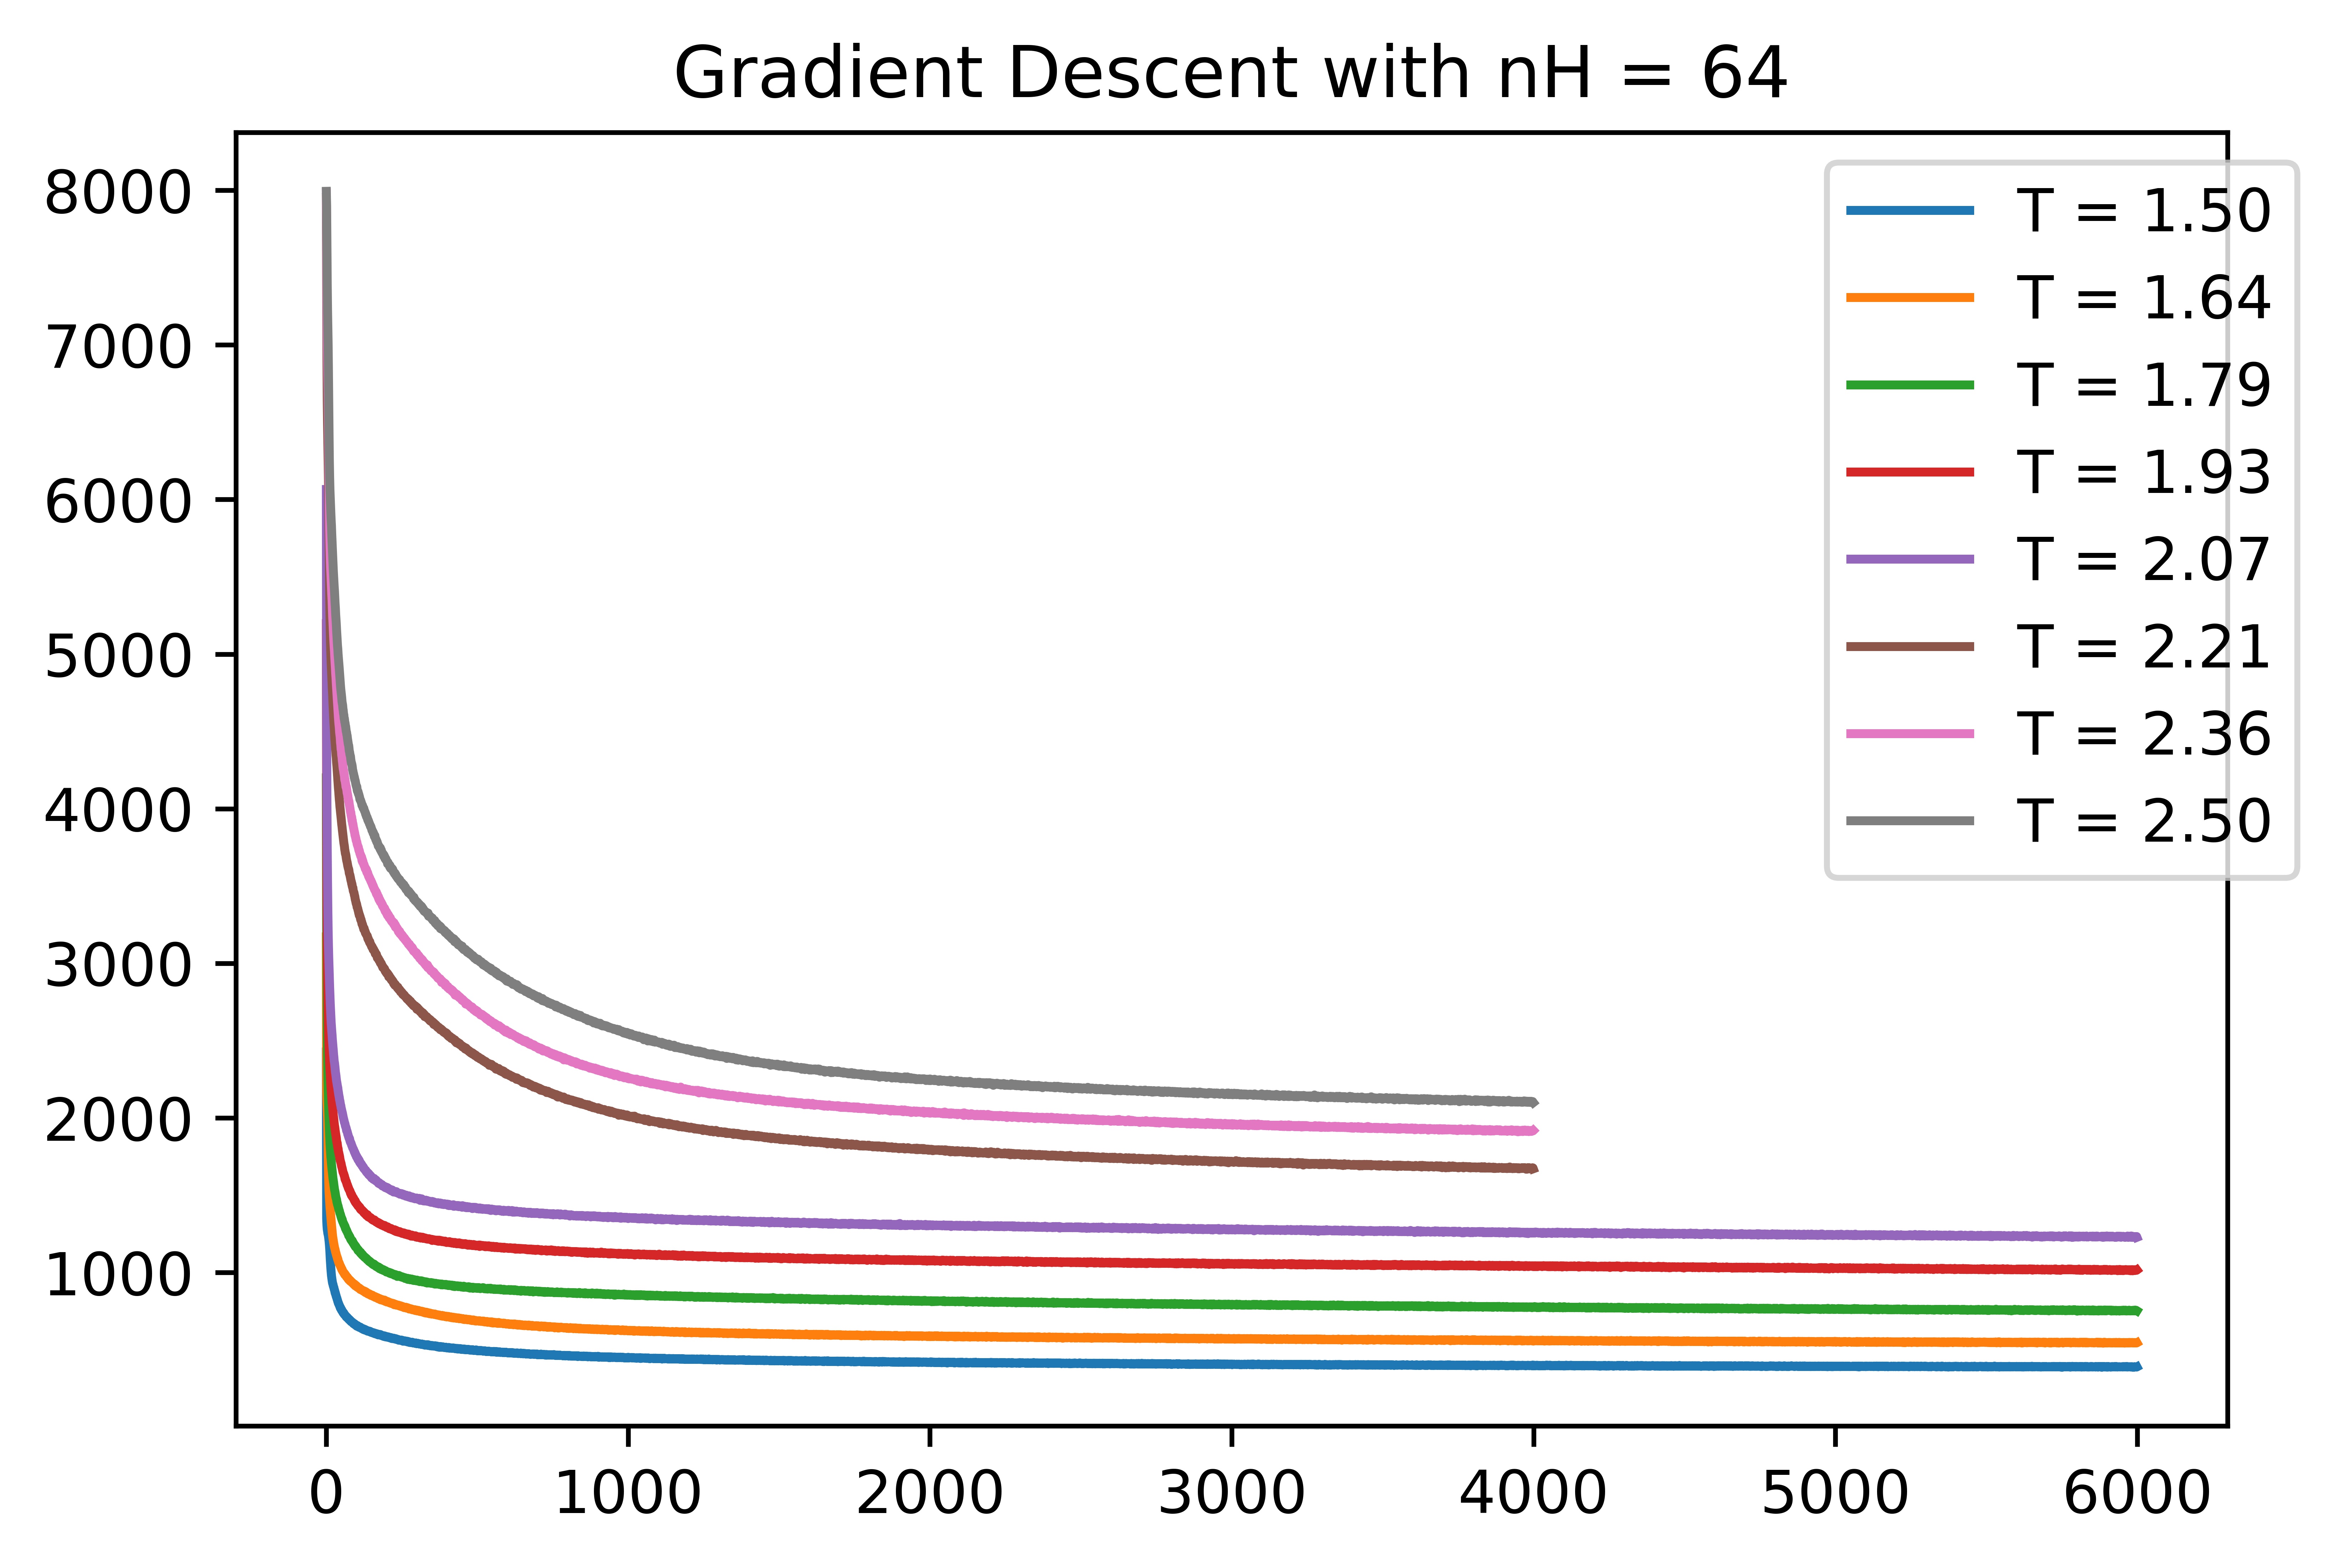 Gradient Descent with nH = 64
8000
7000
6000
5000
4000
3000
2000
1000
T = 1.50
T = 1.64
T = 1.79
T = 1.93
T = 2.07
T = 2.21
T = 2.36
T = 2.50
0 1000 2000 3000 4000 5000 6000